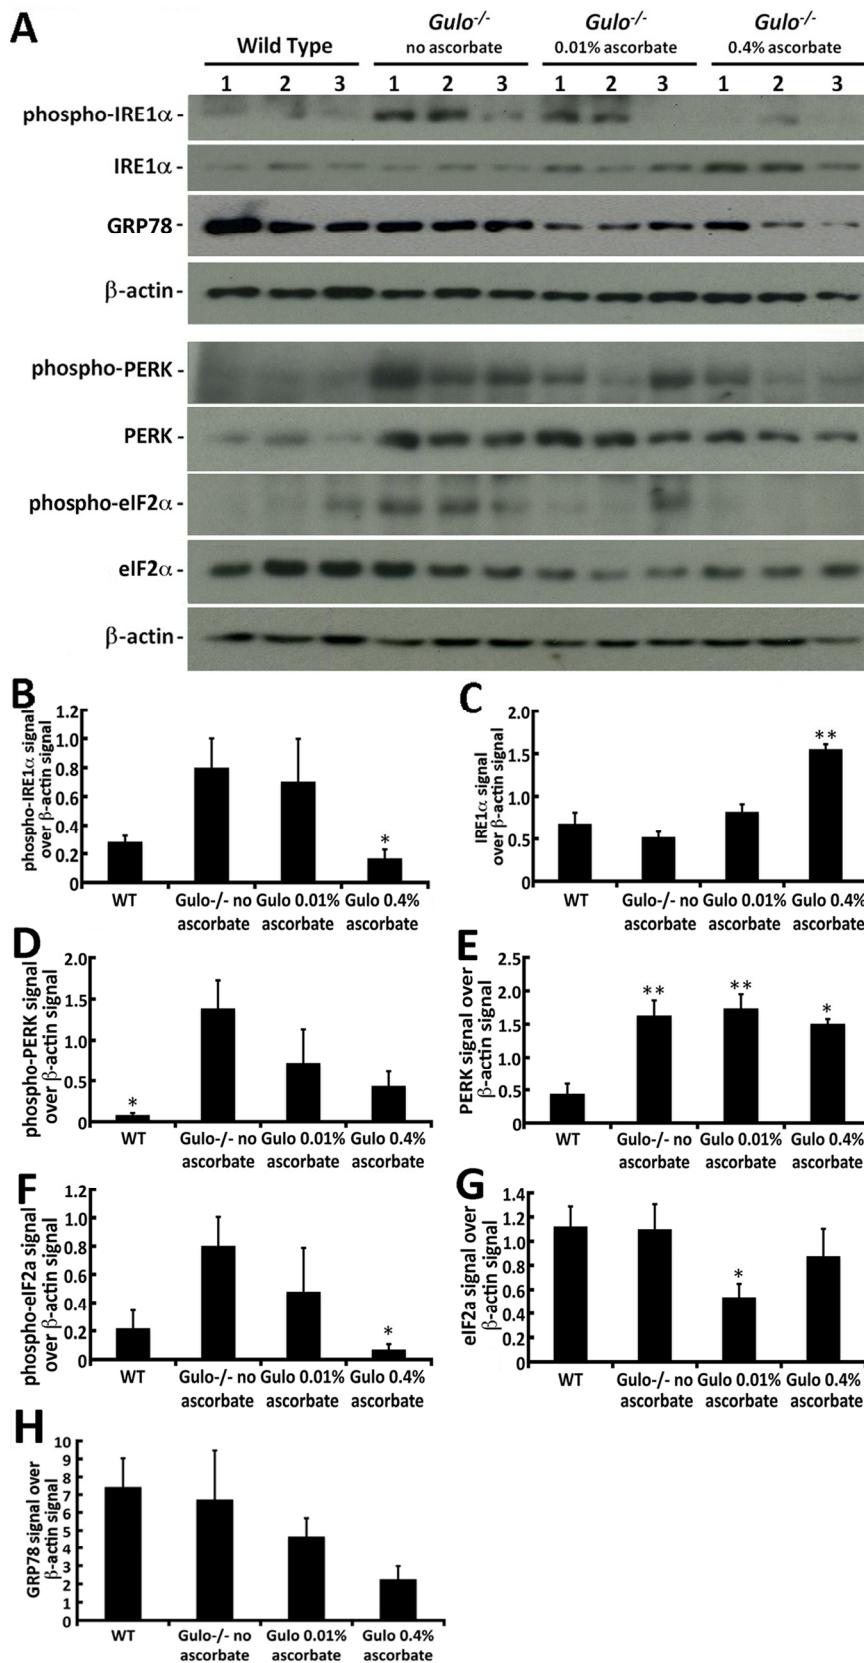 A
Wild Type
Gulo-/-
no ascorbate
Gulo-/-
0.01% ascorbate
Gulo-/-
0.4% ascorbate
1 2 3 1 2 3 1 2 3 1 2 3
phospho-IRE1α -
IRE1α -
GRP78 -
β-actin -
phospho-PERK -
PERK -
phospho-eIF2α -
eIF2α -
β-actin -
B
phospho-IRE1α signal
over β-actin signal
1.2
1.0
0.8
0.6
0.4
0.2
0
*
WT Gulo-/- no Gulo 0.01% Gulo 0.4%
ascorbate ascorbate ascorbate
C
IRE1α signal
over β-actin signal
2.0
1.5
1.0
0.5
0
**
WT Gulo-/- no Gulo 0.01% Gulo 0.4%
ascorbate ascorbate ascorbate
D
phospho-PERK signal
over β-actin signal
2.0
1.5
1.0
0.5
0
*
WT Gulo-/- no Gulo 0.01% Gulo 0.4%
ascorbate ascorbate ascorbate
E
PERK signal over
β-actin signal
2.5
2.0
1.5
1.0
0.5
0
** ** *
WT Gulo-/- no Gulo 0.01% Gulo 0.4%
ascorbate ascorbate ascorbate
F
phospho-eIF2a signal
over β-actin signal
1.2
1.0
0.8
0.6
0.4
0.2
0
*
WT Gulo-/- no Gulo 0.01% Gulo 0.4%
ascorbate ascorbate ascorbate
G
eIF2a signal over
β-actin signal
1.4
1.2
1.0
0.8
0.6
0.4
0.2
0
*
WT Gulo-/- no Gulo 0.01% Gulo 0.4%
ascorbate ascorbate ascorbate
H
GRP78 signal over
β-actin signal
10
9
8
7
6
5
4
3
2
1
0
WT Gulo-/- no Gulo 0.01% Gulo 0.4%
ascorbate ascorbate ascorbate